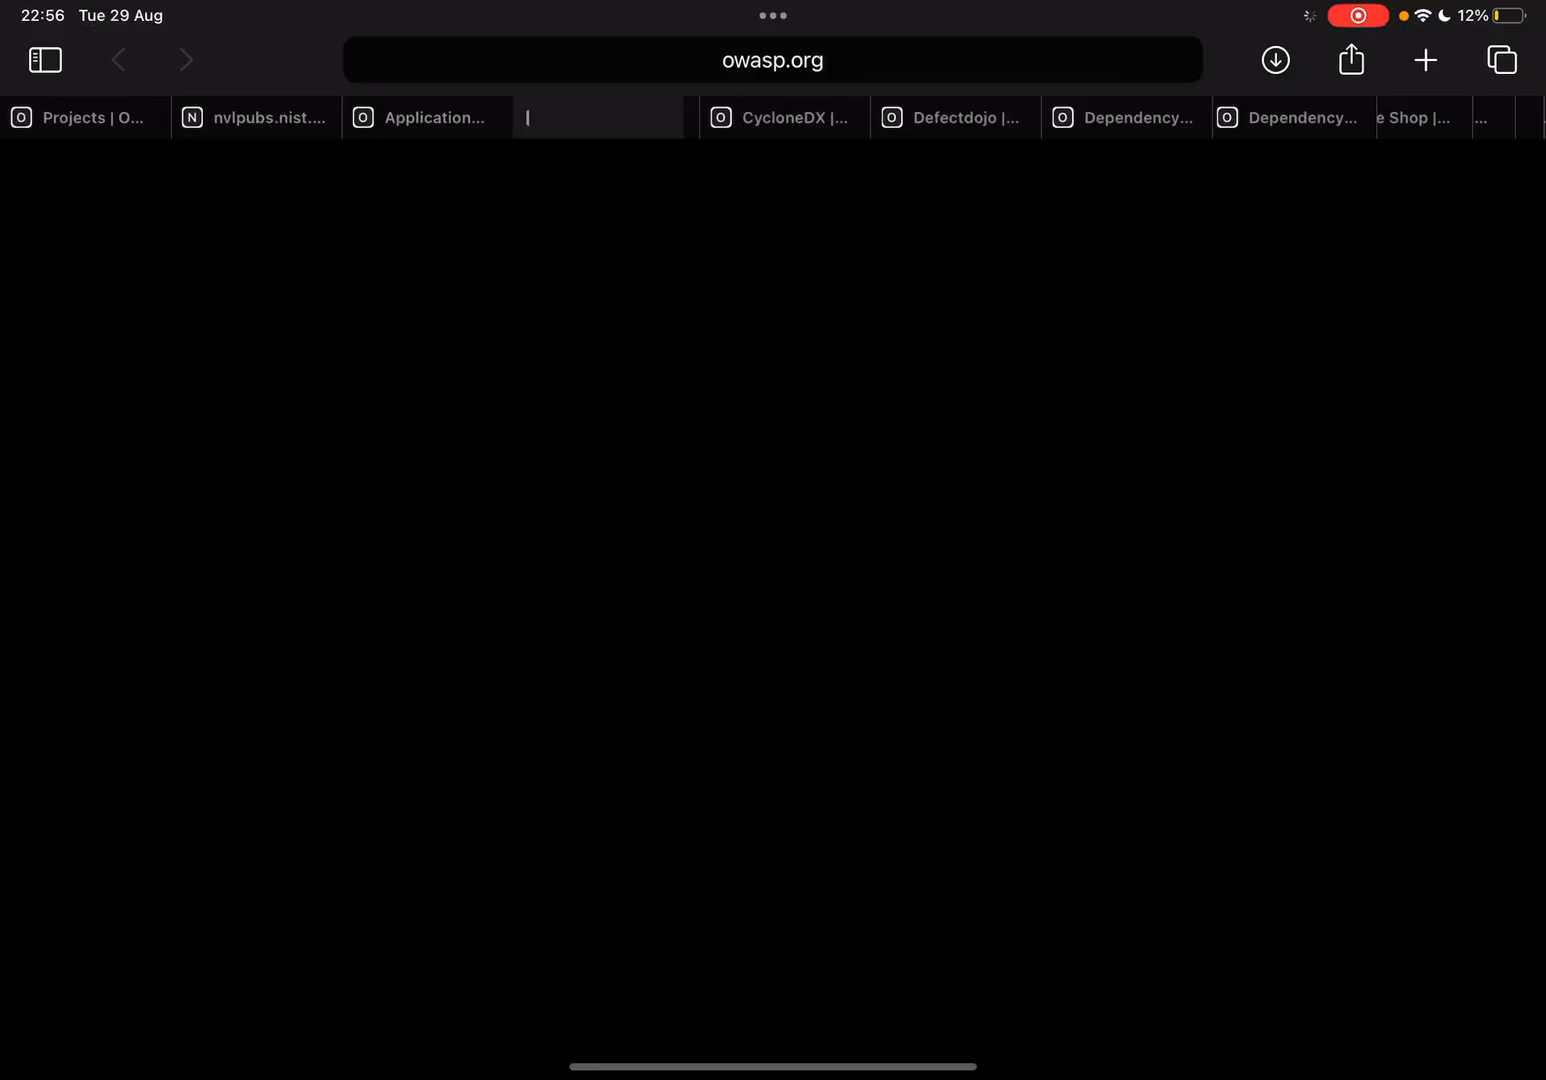 22:56 Tue 29 Aug
12%
owasp.org
O Projects | O...
N nvlpubs.nist....
O Application...
O CycloneDX |...
O Defectdojo |...
O Dependency...
O Dependency...
e Shop |...
...